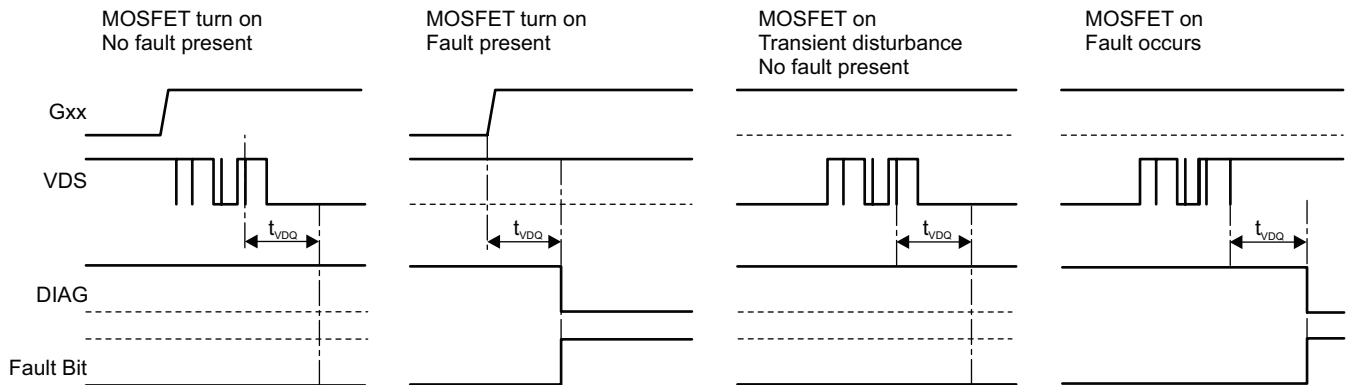 MOSFET turn on
No fault present
MOSFET turn on
Fault present
MOSFET on
Transient disturbance
No fault present
MOSFET on
Fault occurs
Gxx
VDS
tVDQ
tVDQ
tVDQ
tVDQ
DIAG
Fault Bit